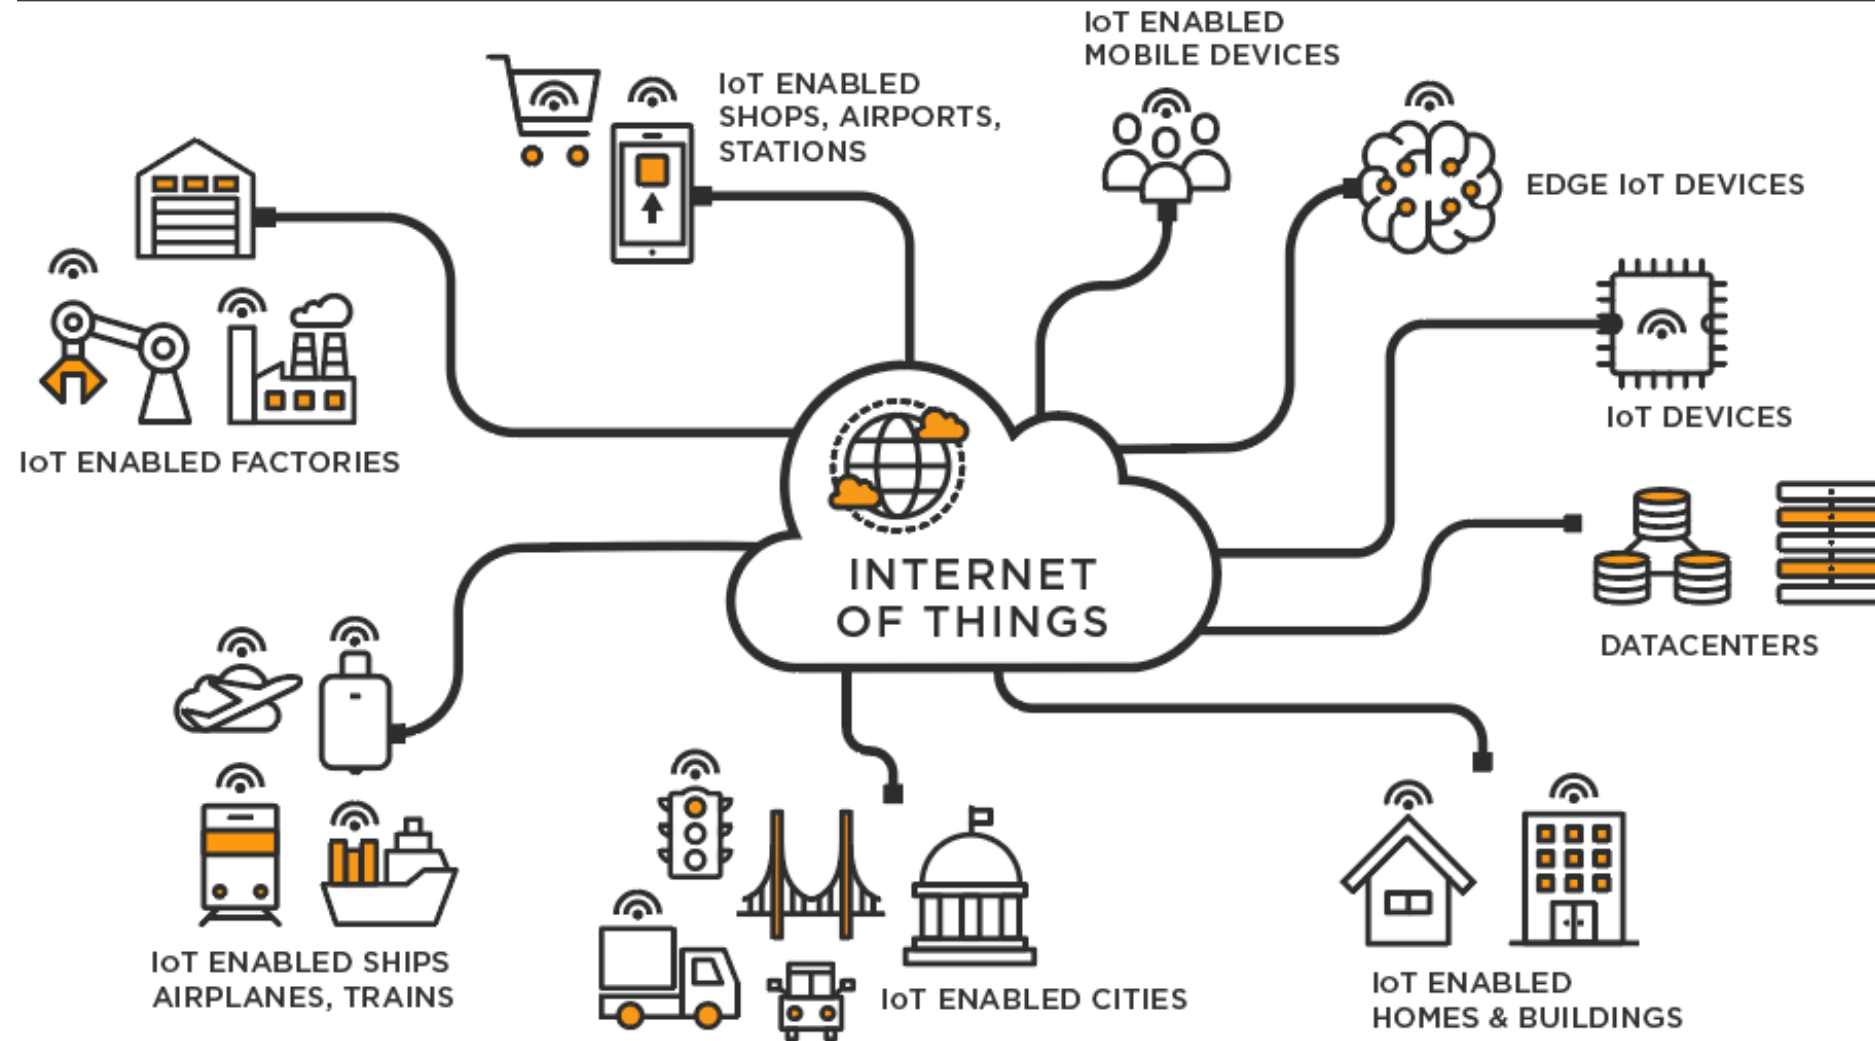 IoT ENABLED
MOBILE DEVICES
IoT ENABLED
SHOPS, AIRPORTS,
STATIONS
EDGE IoT DEVICES
IoT DEVICES
IoT ENABLED FACTORIES
INTERNET
OF THINGS
DATACENTERS
IoT ENABLED SHIPS
AIRPLANES, TRAINS
IoT ENABLED CITIES
IoT ENABLED
HOMES & BUILDINGS